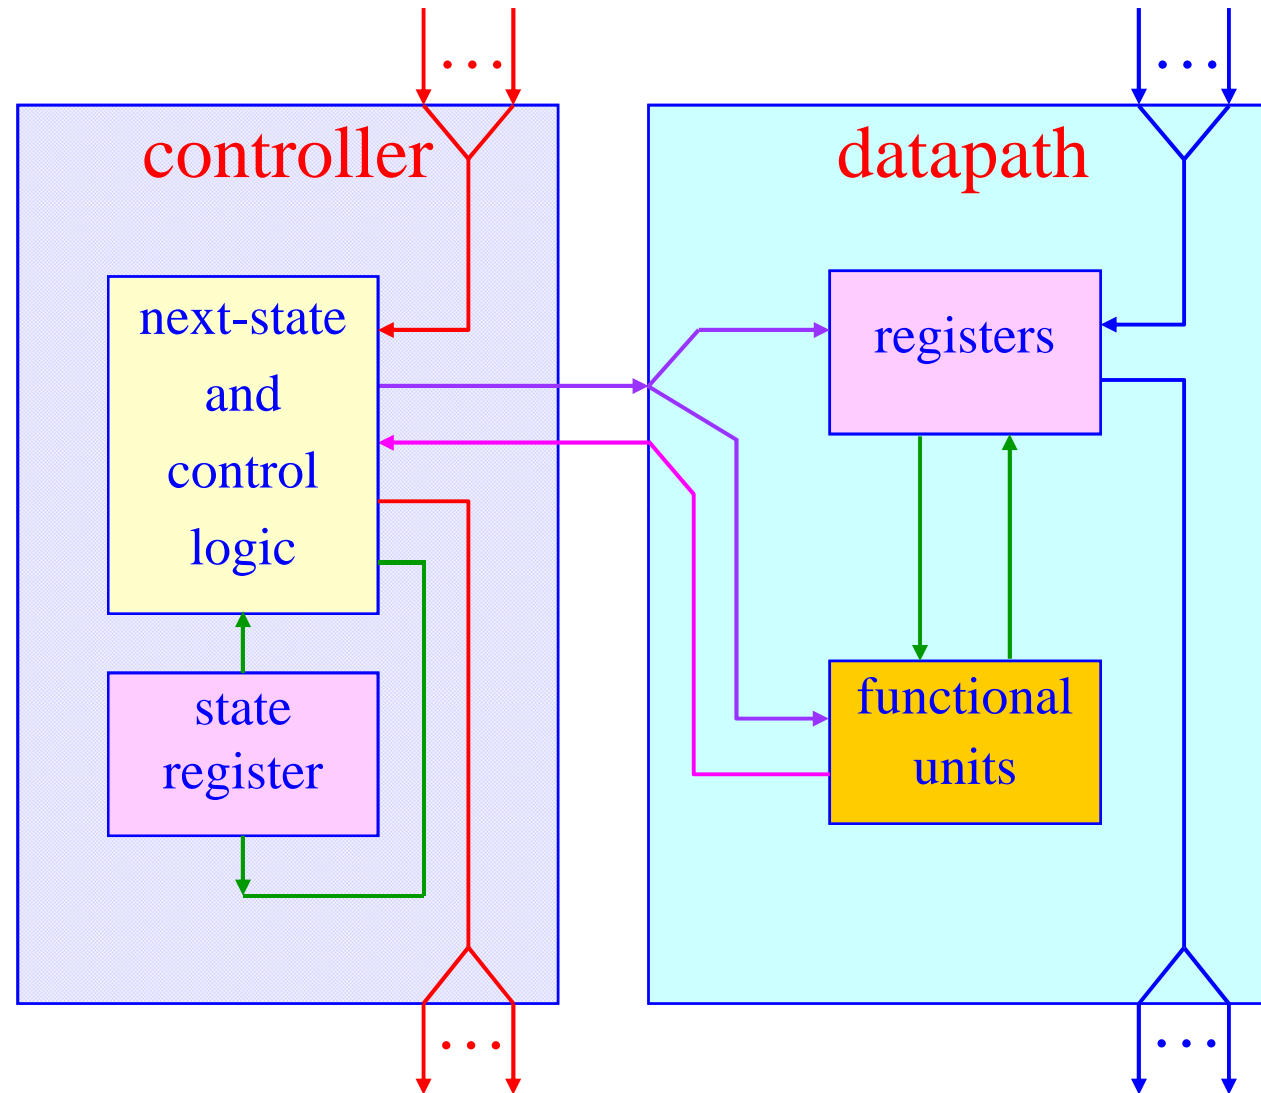 controller
next-state
and
control
logic
state
register
datapath
registers
functional
units